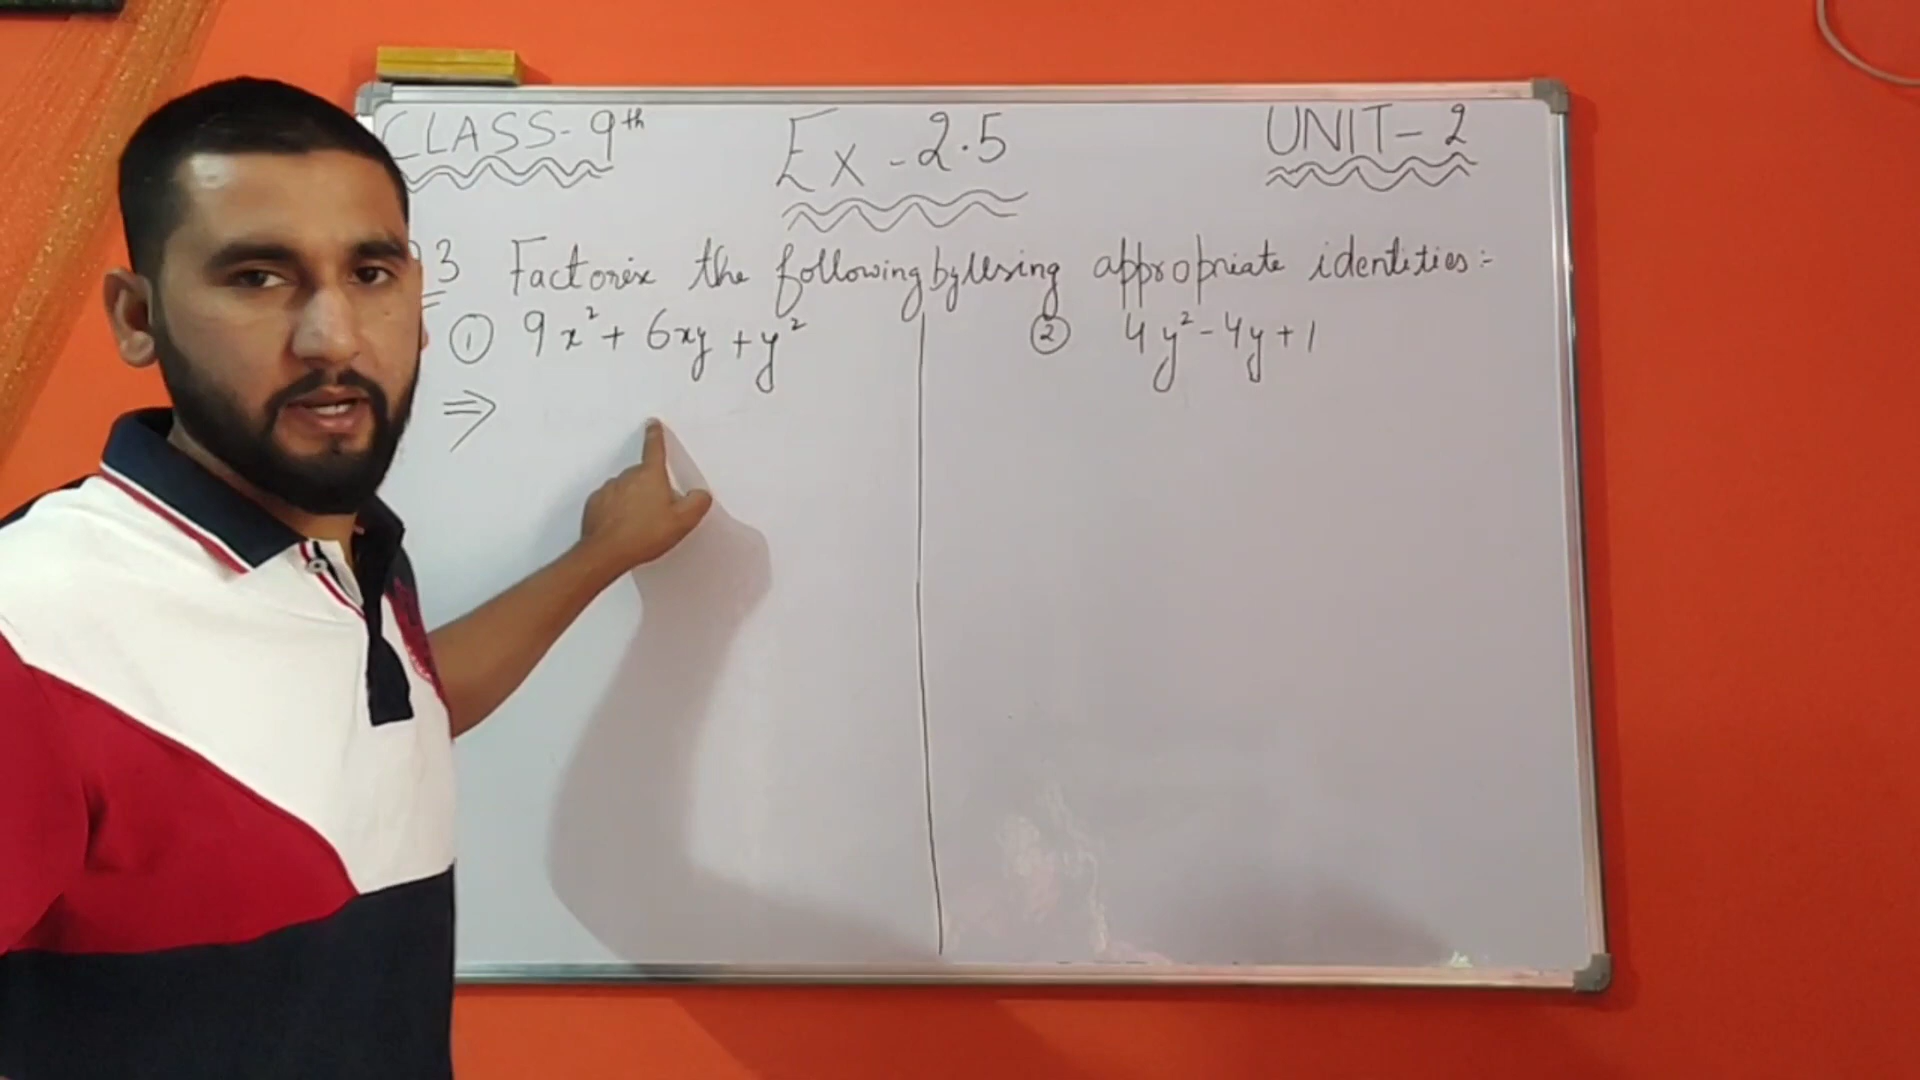 CLASS-9th Ex-2.5 UNIT-2
Q3 Factorise the following by Using appropriate identities:-
① 9x²+6xy+y² ② 4y²-4y+1
⇒